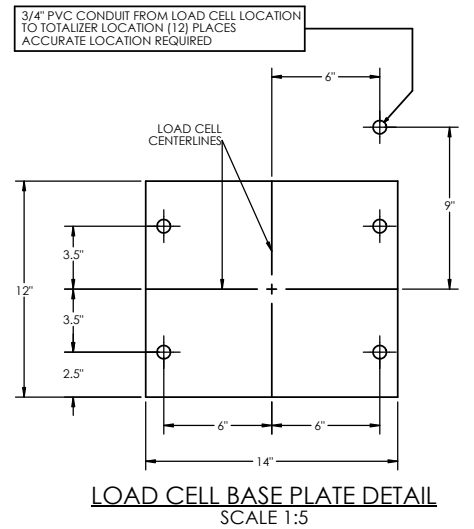 3/4" PVC CONDUIT FROM LOAD CELL LOCATION
TO TOTALIZER LOCATION (12) PLACES
ACCURATE LOCATION REQUIRED
6"
LOAD CELL
CENTERLINES
9"
3.5"
12"
3.5"
2.5"
6"
6"
14"
LOAD CELL BASE PLATE DETAIL
SCALE 1:5